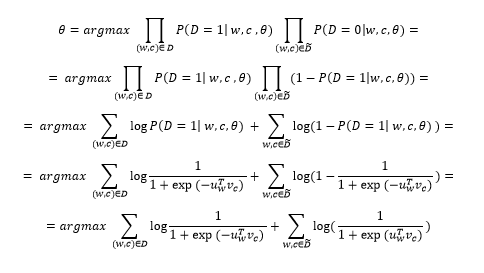 θ = argmax ∏_{(w,c)∈D} P(D = 1| w, c, θ) ∏_{(w,c)∈D̃} P(D = 0|w, c, θ) =
= argmax ∏_{(w,c)∈D} P(D = 1| w, c, θ) ∏_{(w,c)∈D̃} (1 − P(D = 1|w, c, θ)) =
= argmax ∑_{(w,c)∈D} log P(D = 1| w, c, θ) + ∑_{w,c∈D̃} log(1 − P(D = 1| w, c, θ) ) =
= argmax ∑_{(w,c)∈D} log 1/(1 + exp (−u_w^T v_c)) + ∑_{w,c∈D̃} log(1 − 1/(1 + exp (−u_w^T v_c))) =
= argmax ∑_{(w,c)∈D} log 1/(1 + exp (−u_w^T v_c)) + ∑_{w,c∈D̃} log( 1/(1 + exp (u_w^T v_c)))